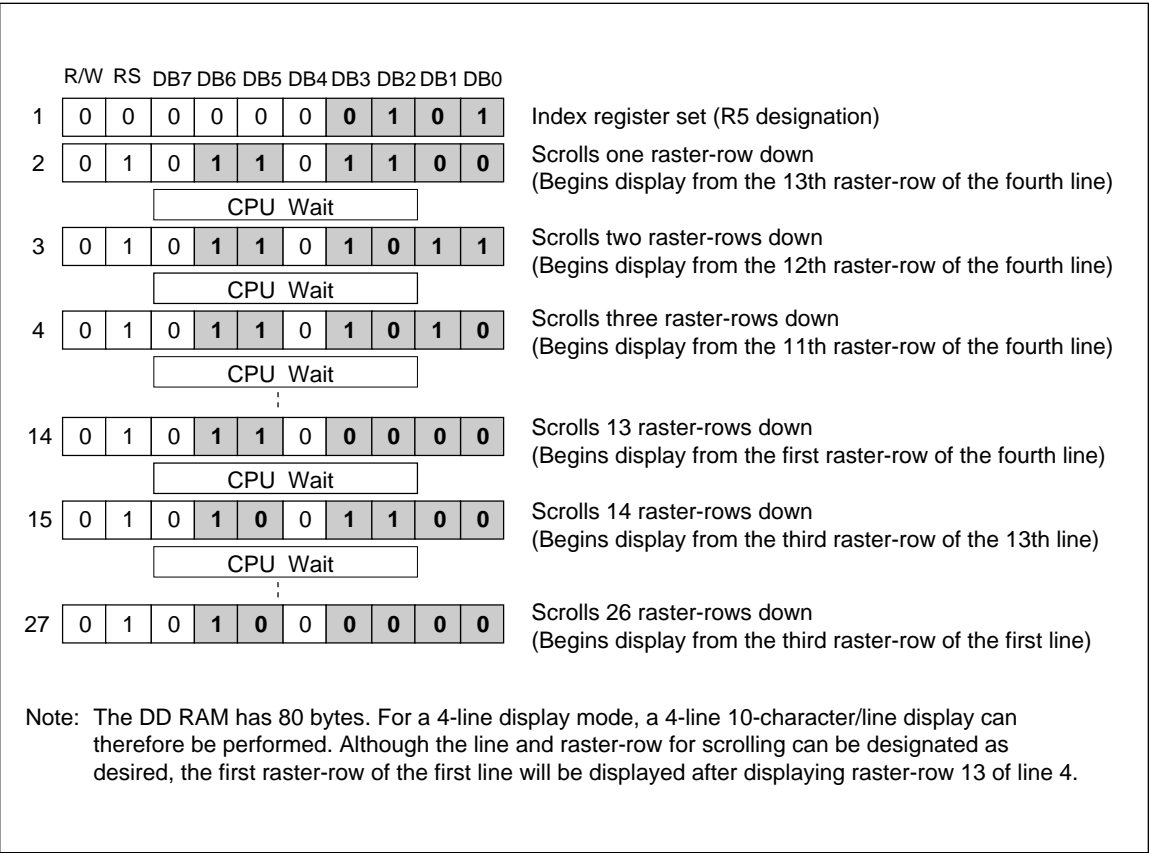 R/W RS DB7 DB6 DB5 DB4 DB3 DB2 DB1 DB0
1 0 0 0 0 0 0 0 1 0 1 Index register set (R5 designation)
2 0 1 0 1 1 0 1 1 0 0 Scrolls one raster-row down
(Begins display from the 13th raster-row of the fourth line)
CPU Wait
3 0 1 0 1 1 0 1 0 1 1 Scrolls two raster-rows down
(Begins display from the 12th raster-row of the fourth line)
CPU Wait
4 0 1 0 1 1 0 1 0 1 0 Scrolls three raster-rows down
(Begins display from the 11th raster-row of the fourth line)
CPU Wait
14 0 1 0 1 1 0 0 0 0 0 Scrolls 13 raster-rows down
(Begins display from the first raster-row of the fourth line)
CPU Wait
15 0 1 0 1 0 0 1 1 0 0 Scrolls 14 raster-rows down
(Begins display from the third raster-row of the 13th line)
CPU Wait
27 0 1 0 1 0 0 0 0 0 0 Scrolls 26 raster-rows down
(Begins display from the third raster-row of the first line)
Note: The DD RAM has 80 bytes. For a 4-line display mode, a 4-line 10-character/line display can
therefore be performed. Although the line and raster-row for scrolling can be designated as
desired, the first raster-row of the first line will be displayed after displaying raster-row 13 of line 4.